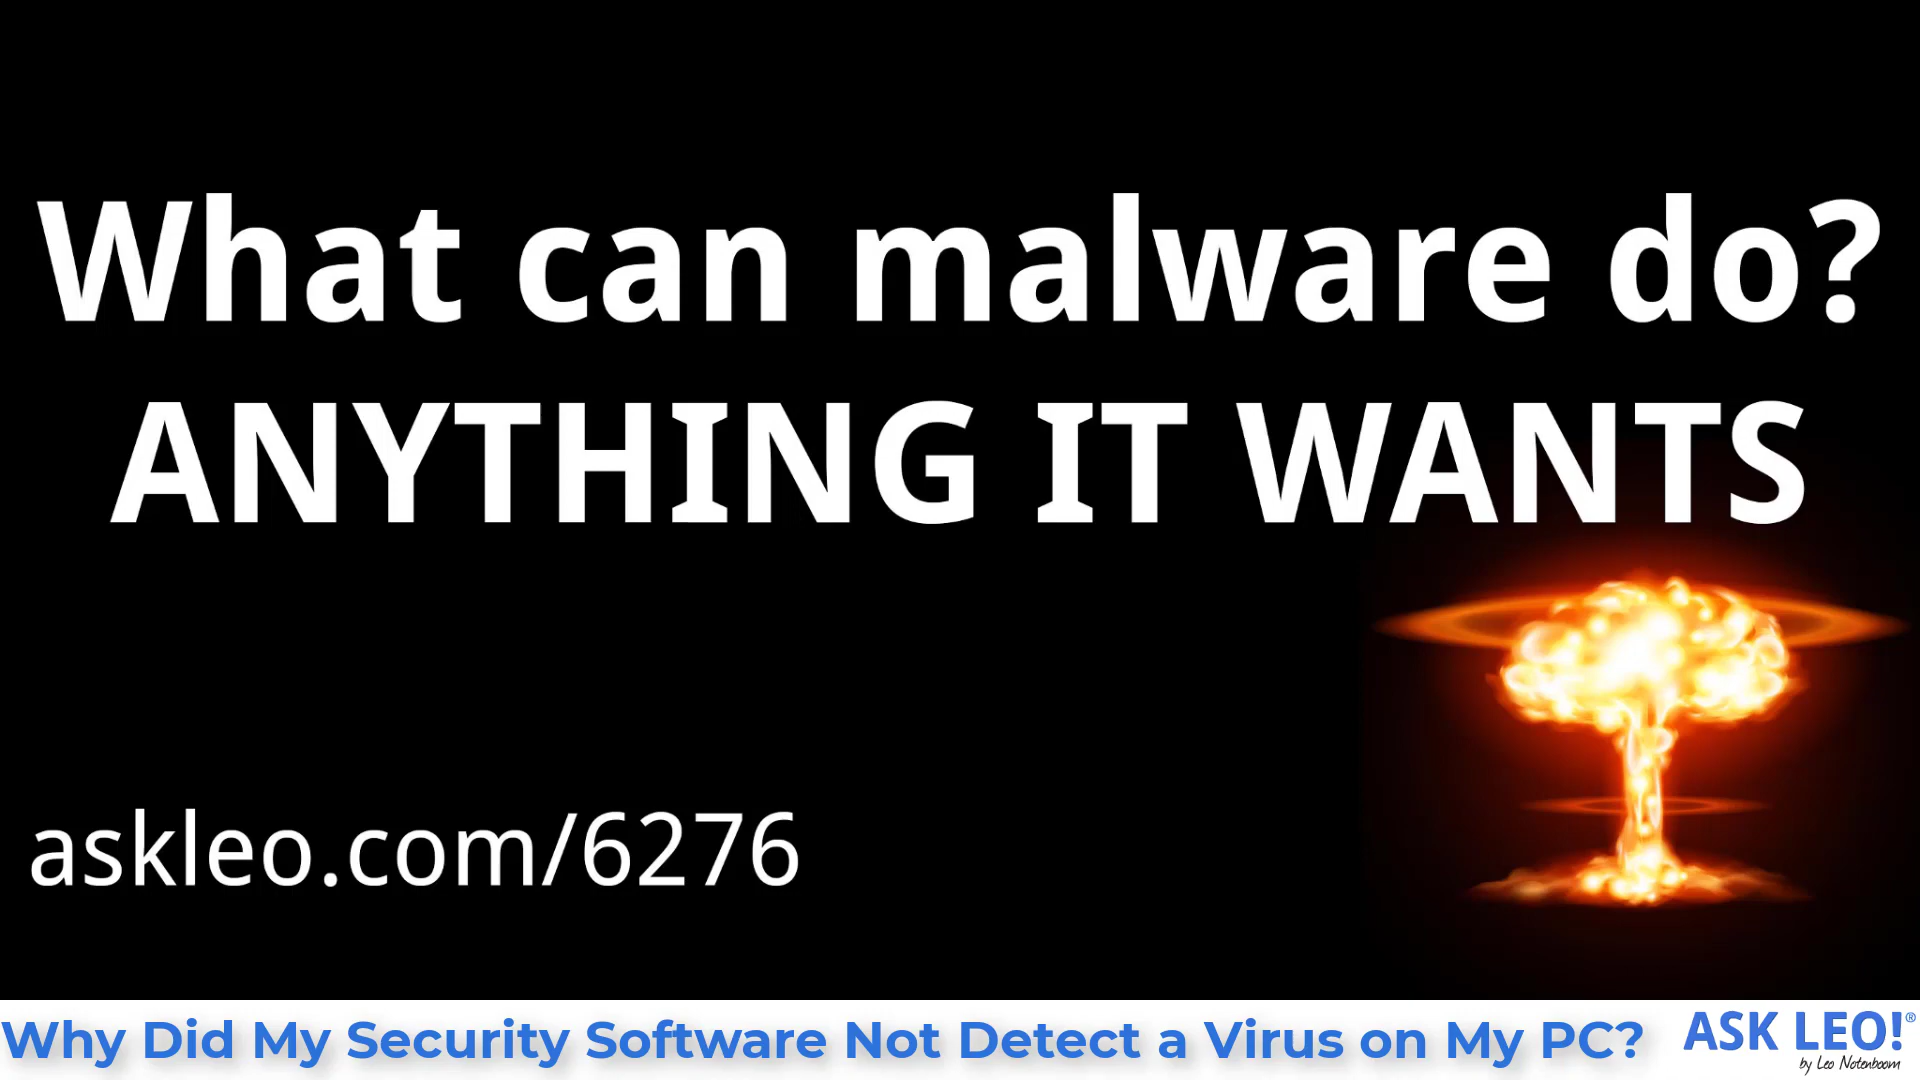 What can malware do?
ANYTHING IT WANTS
askleo.com/6276
Why Did My Security Software Not Detect a Virus on My PC?
ASK LEO!®
by Leo Notenboom